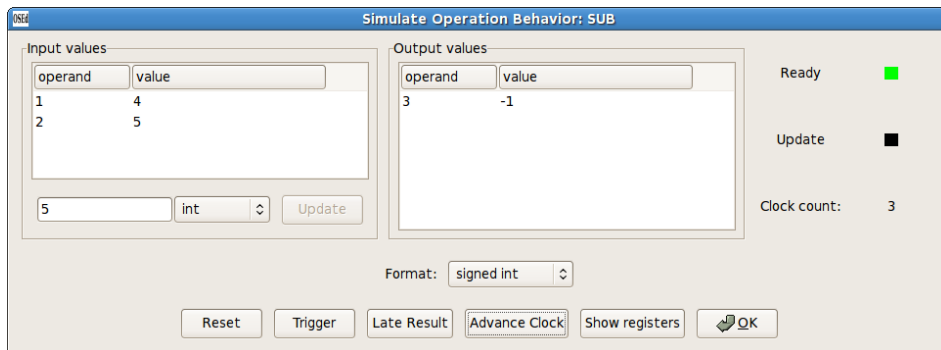 OSEd
Simulate Operation Behavior: SUB
Input values
operand value
1 4
2 5
5 int Update
Output values
operand value
3 -1
Ready
Update
Clock count: 3
Format: signed int
Reset Trigger Late Result Advance Clock Show registers OK